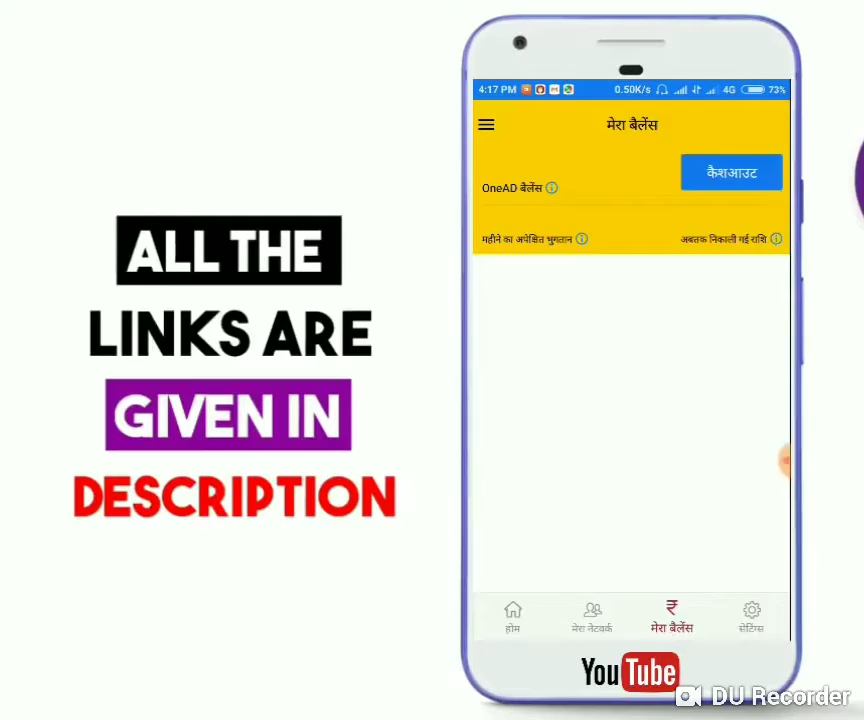 ALL THE
LINKS ARE
GIVEN IN
DESCRIPTION
4:17 PM 0.50K/s 4G 73%
मेरा बैलेंस
कैशआउट
OneAD बैलेंस
महीने का अपेक्षित भुगतान
अबतक निकाली गई राशि
होम
मेरा नेटवर्क
मेरा बैलेंस
सेटिंग्स
YouTube
DU Recorder